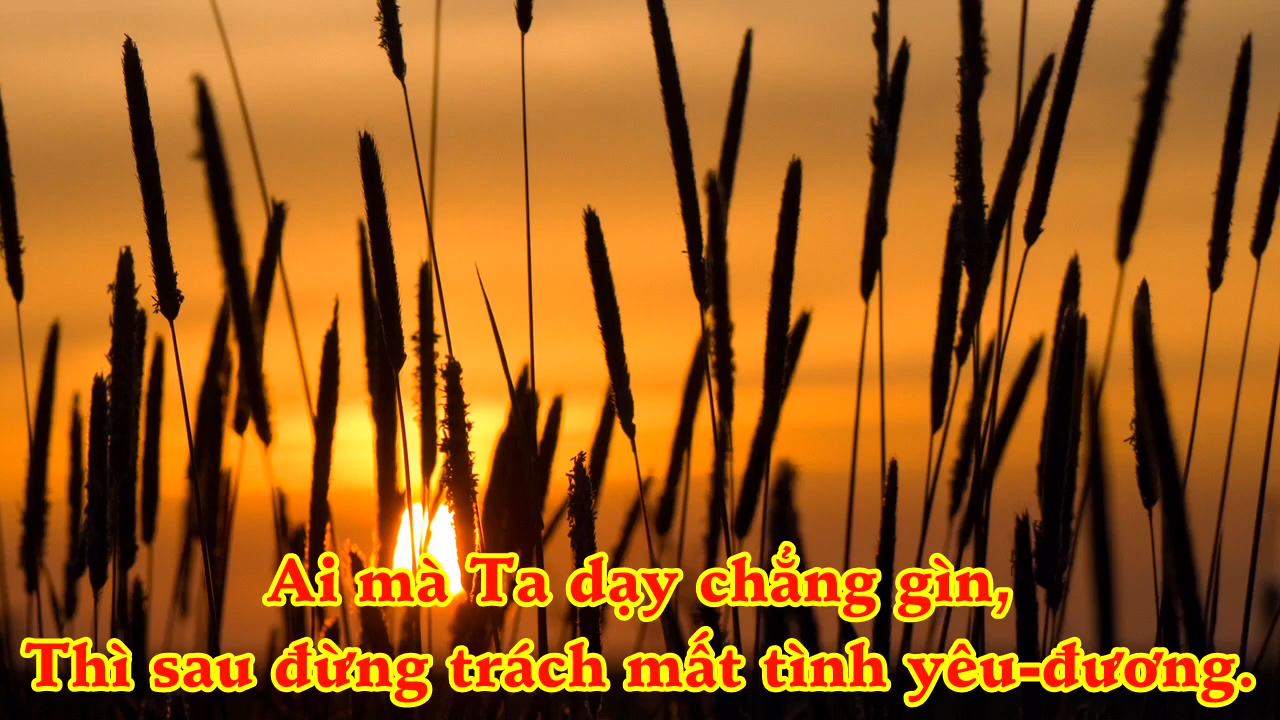 Ai mà Ta dạy chẳng gìn,
Thì sau đừng trách mất tình yêu-đương.